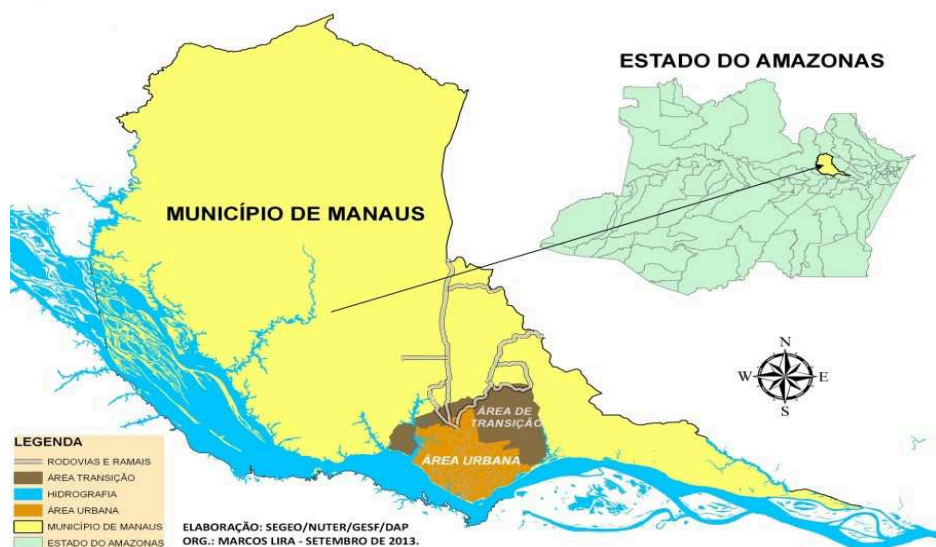 ESTADO DO AMAZONAS
MUNICÍPIO DE MANAUS
N
W E
S
ÁREA DE
TRANSIÇÃO
ÁREA URBANA
LEGENDA
RODOVIAS E RAMAIS
ÁREA TRANSIÇÃO
HIDROGRAFIA
ÁREA URBANA
MUNICÍPIO DE MANAUS
ESTADO DO AMAZONAS
ELABORAÇÃO: SEGEO/NUTER/GESF/DAP
ORG.: MARCOS LIRA - SETEMBRO DE 2013.